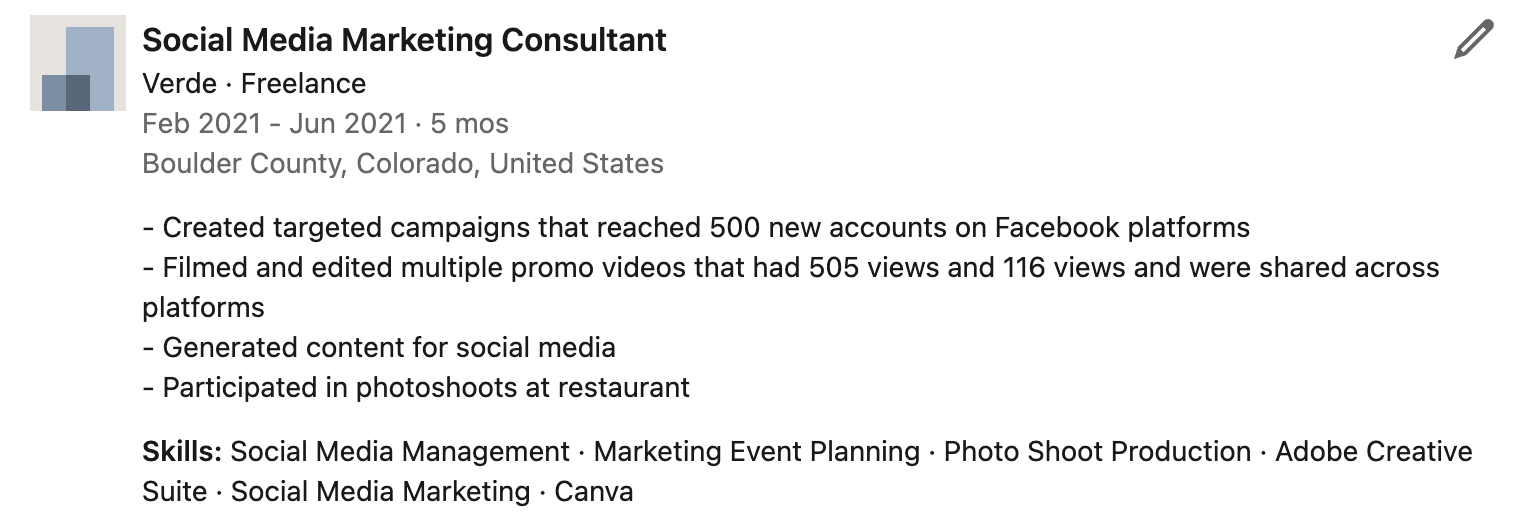 Social Media Marketing Consultant
Verde · Freelance
Feb 2021 - Jun 2021 · 5 mos
Boulder County, Colorado, United States
- Created targeted campaigns that reached 500 new accounts on Facebook platforms
- Filmed and edited multiple promo videos that had 505 views and 116 views and were shared across
platforms
- Generated content for social media
- Participated in photoshoots at restaurant
Skills: Social Media Management · Marketing Event Planning · Photo Shoot Production · Adobe Creative
Suite · Social Media Marketing · Canva